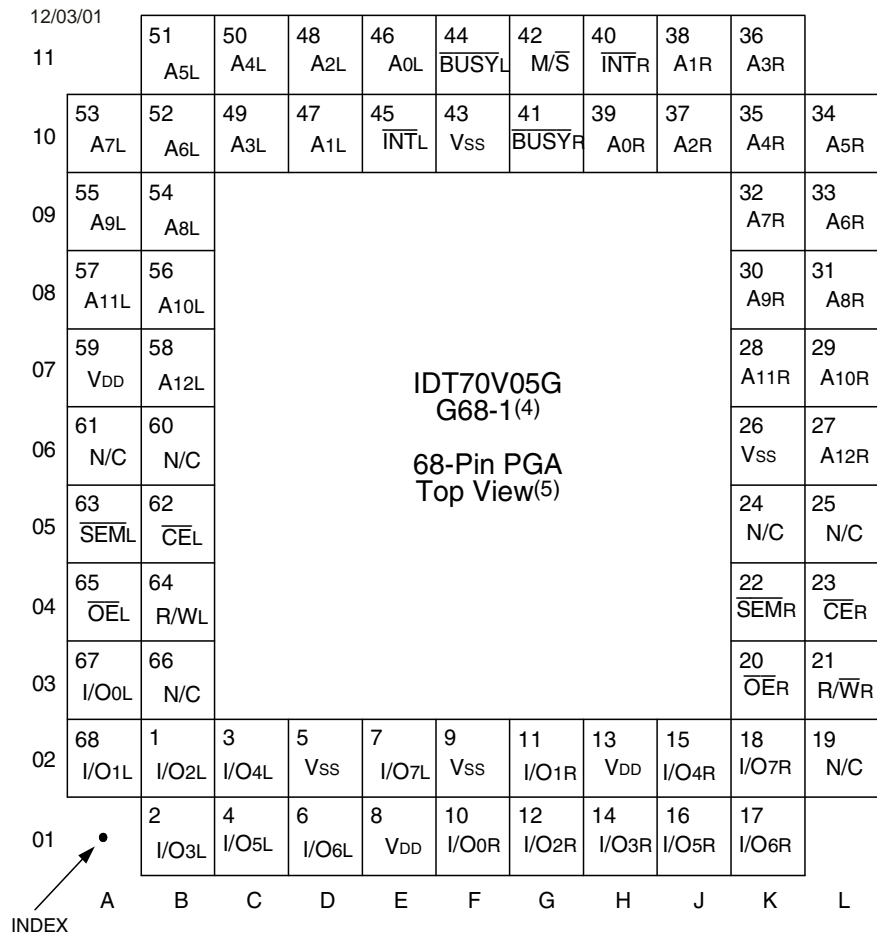 12/03/01
11 51 50 48 46 44 42 40 38 36
A5L A4L A2L A0L BUSYL M/S INTR A1R A3R
10 53 52 49 47 45 43 41 39 37 35 34
A7L A6L A3L A1L INTL VSS BUSYR A0R A2R A4R A5R
09 55 54 32 33
A9L A8L A7R A6R
08 57 56 30 31
A11L A10L A9R A8R
07 59 58 28 29
VDD A12L A11R A10R
IDT70V05G
G68-1(4)
06 61 60 26 27
N/C N/C VSS A12R
68-Pin PGA
Top View(5)
05 63 62 24 25
SEML CEL N/C N/C
04 65 64 22 23
OEL R/WL SEMR CER
03 67 66 20 21
I/O0L N/C OER R/WR
02 68 1 3 5 7 9 11 13 15 18 19
I/O1L I/O2L I/O4L VSS I/O7L VSS I/O1R VDD I/O4R I/O7R N/C
01 2 4 6 8 10 12 14 16 17
I/O3L I/O5L I/O6L VDD I/O0R I/O2R I/O3R I/O5R I/O6R
A B C D E F G H J K L
INDEX